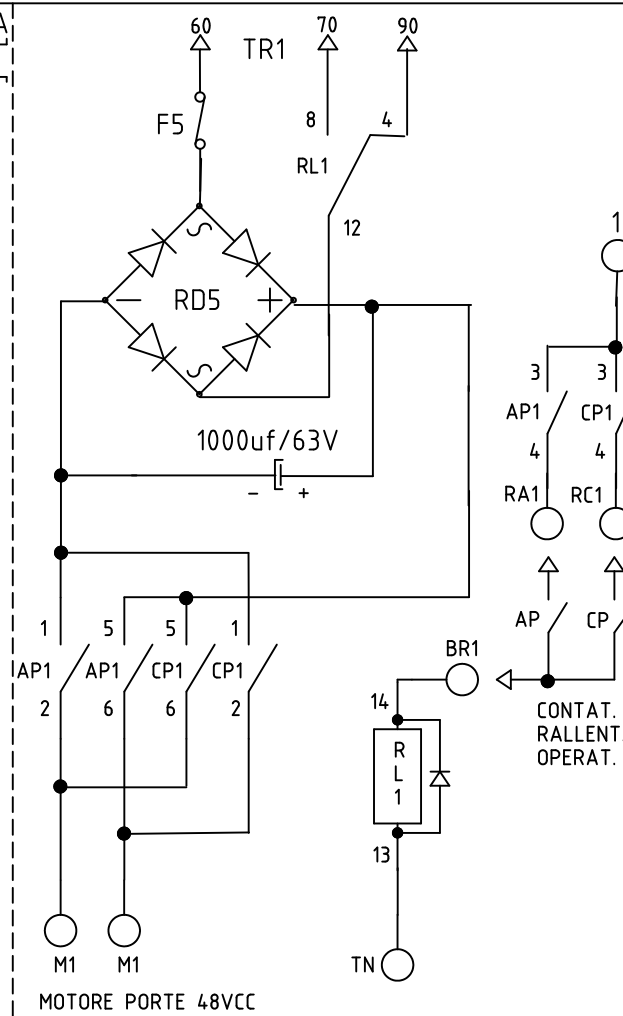 A
60
TR1
70
90
F5
8
4
RL1
12
1
− RD5 +
1000uf/63V
- +
3
3
AP1
CP1
4
4
RA1
RC1
1
5
5
1
AP1
AP1
CP1
CP1
2
6
6
2
AP
CP
BR1
14
CONTAT.
RALLENT.
OPERAT.
R
L
1
13
TN
M1
M1
MOTORE PORTE 48VCC